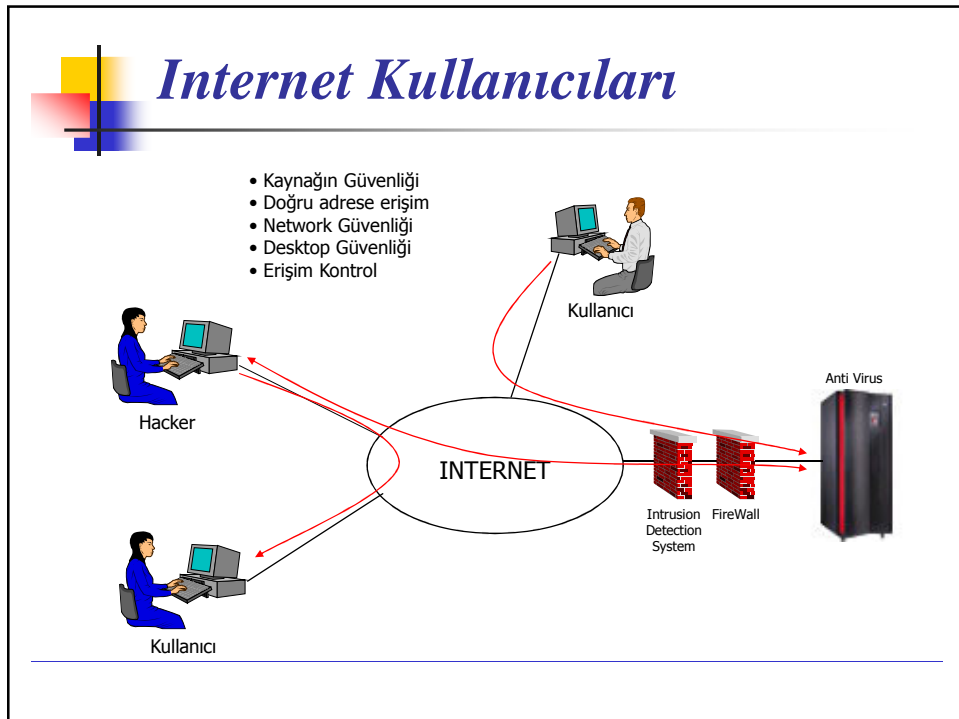 Internet Kullanıcıları
• Kaynağın Güvenliği
• Doğru adrese erişim
• Network Güvenliği
• Desktop Güvenliği
• Erişim Kontrol
Kullanıcı
Hacker
Anti Virus
INTERNET
Intrusion
Detection
System
FireWall
Kullanıcı